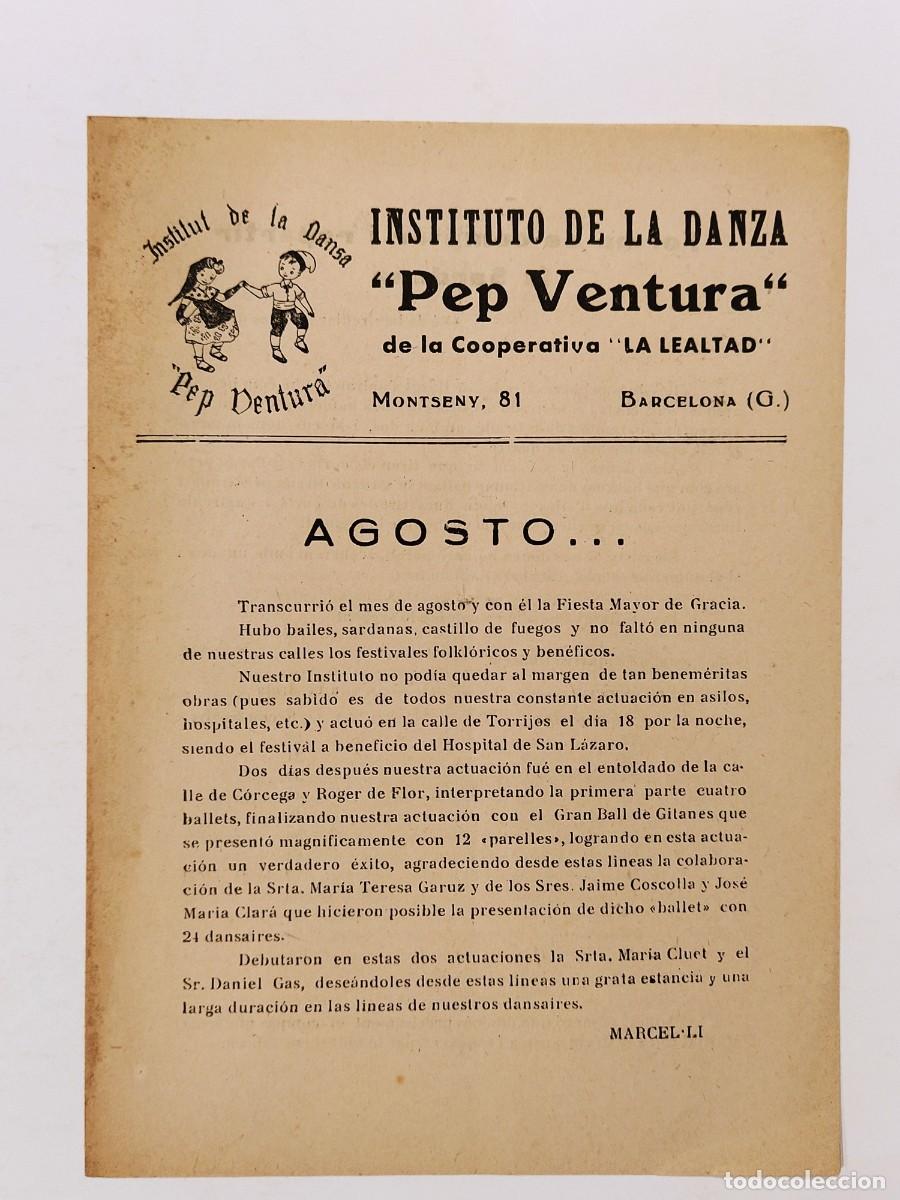 Institut de la Dansa
"Pep Ventura"
INSTITUTO DE LA DANZA
“Pep Ventura“
de la Cooperativa "LA LEALTAD"
MONTSENY, 81 BARCELONA (G.)
AGOSTO...
Transcurrió el mes de agosto y con él la Fiesta Mayor de Gracia.
Hubo bailes, sardanas, castillo de fuegos y no faltó en ninguna
de nuestras calles los festivales folklóricos y benéficos.
Nuestro Instituto no podía quedar al margen de tan beneméritas
obras (pues sabido es de todos nuestra constante actuación en asilos,
hospitales, etc.) y actuó en la calle de Torrijos el día 18 por la noche,
siendo el festival a beneficio del Hospital de San Lázaro.
Dos días después nuestra actuación fué en el entoldado de la ca-
lle de Córcega y Roger de Flor, interpretando la primera parte cuatro
ballets, finalizando nuestra actuación con el Gran Ball de Gitanes que
se presentó magníficamente con 12 «parelles», logrando en esta actua-
ción un verdadero éxito, agradeciendo desde estas lineas la colabora-
ción de la Srta. María Teresa Garuz y de los Sres. Jaime Coscolla y José
Maria Clará que hicieron posible la presentación de dicho «ballet» con
24 dansaires.
Debutaron en estas dos actuaciones la Srta. María Cluet y el
Sr. Daniel Gas, deseándoles desde estas líneas una grata estancia y una
larga duración en las lineas de nuestros dansaires.
MARCEL·LI
todocoleccion